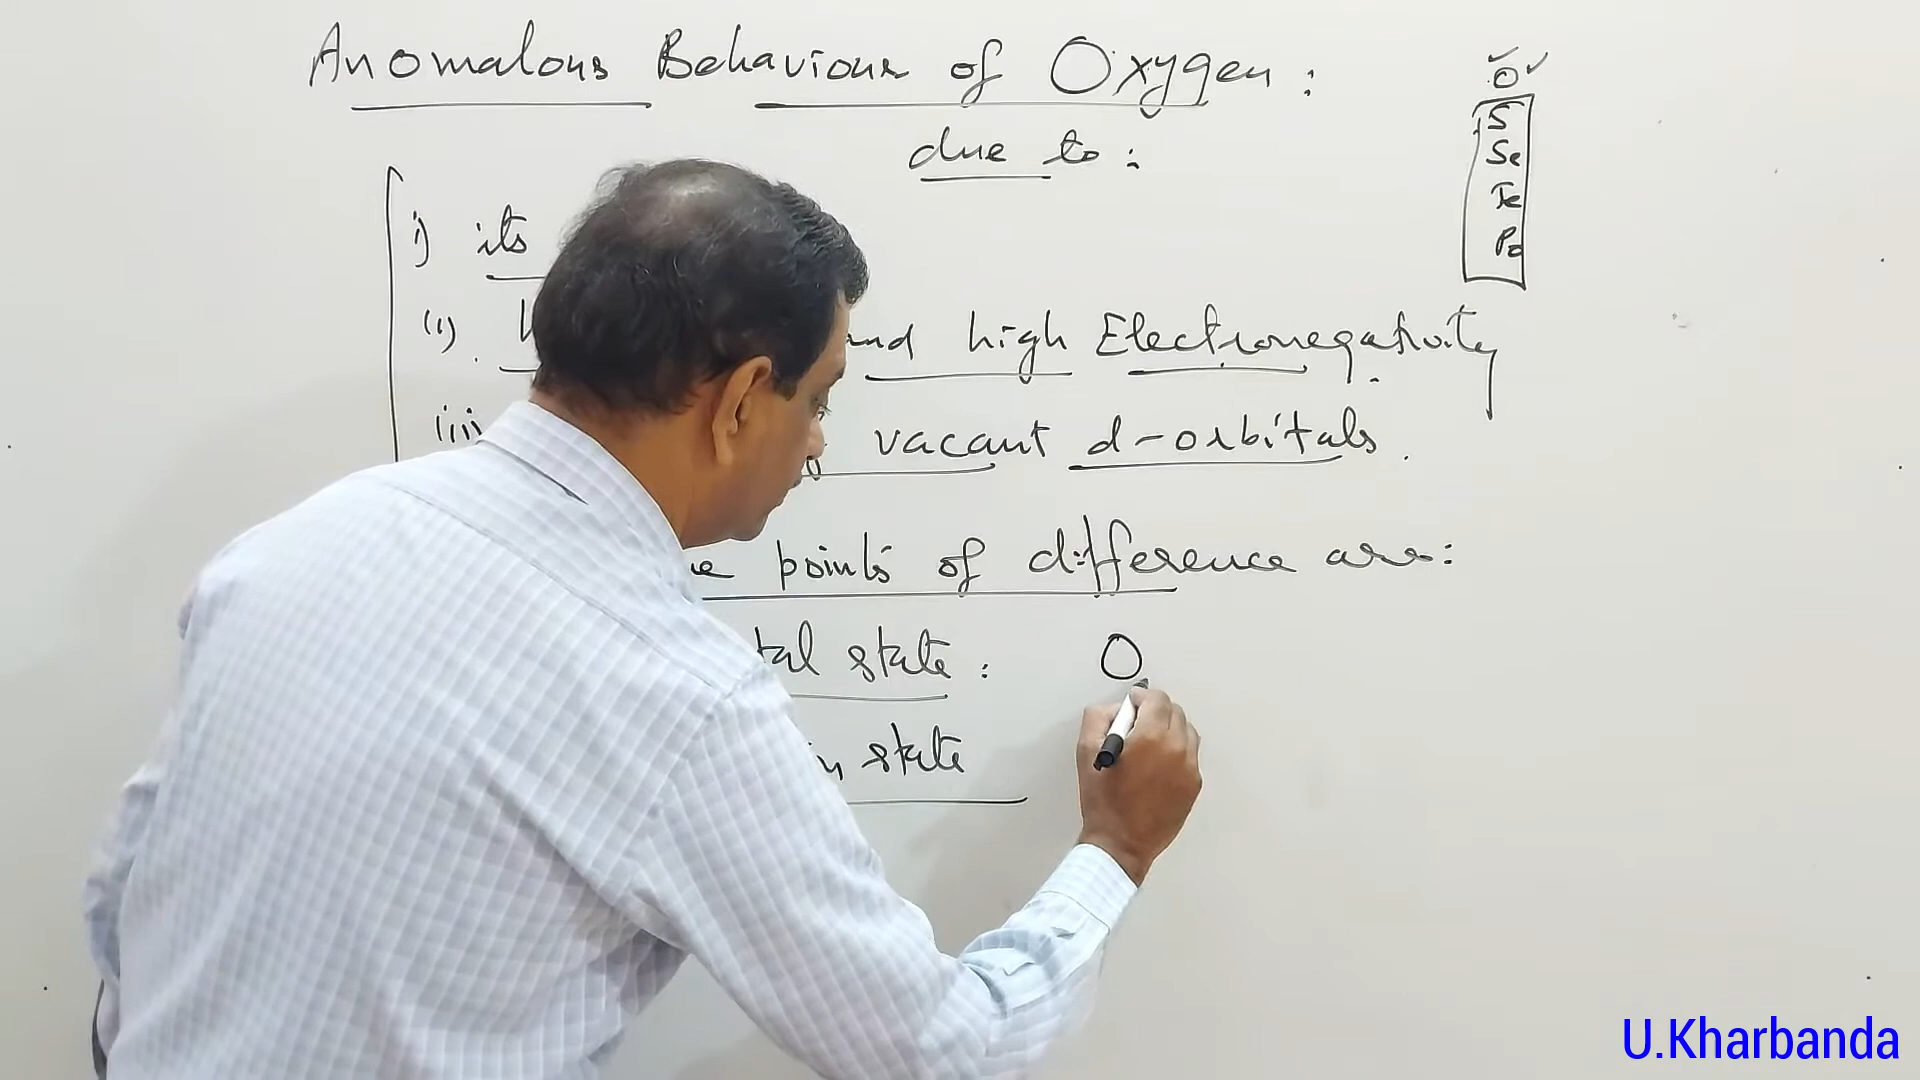 Anomalous Behaviour of Oxygen :
due to :
i) its
and high Electronegativity
iii
vacant d-orbitals.
points of difference are:
state : O
state
O
S
Se
Te
Po
U.Kharbanda